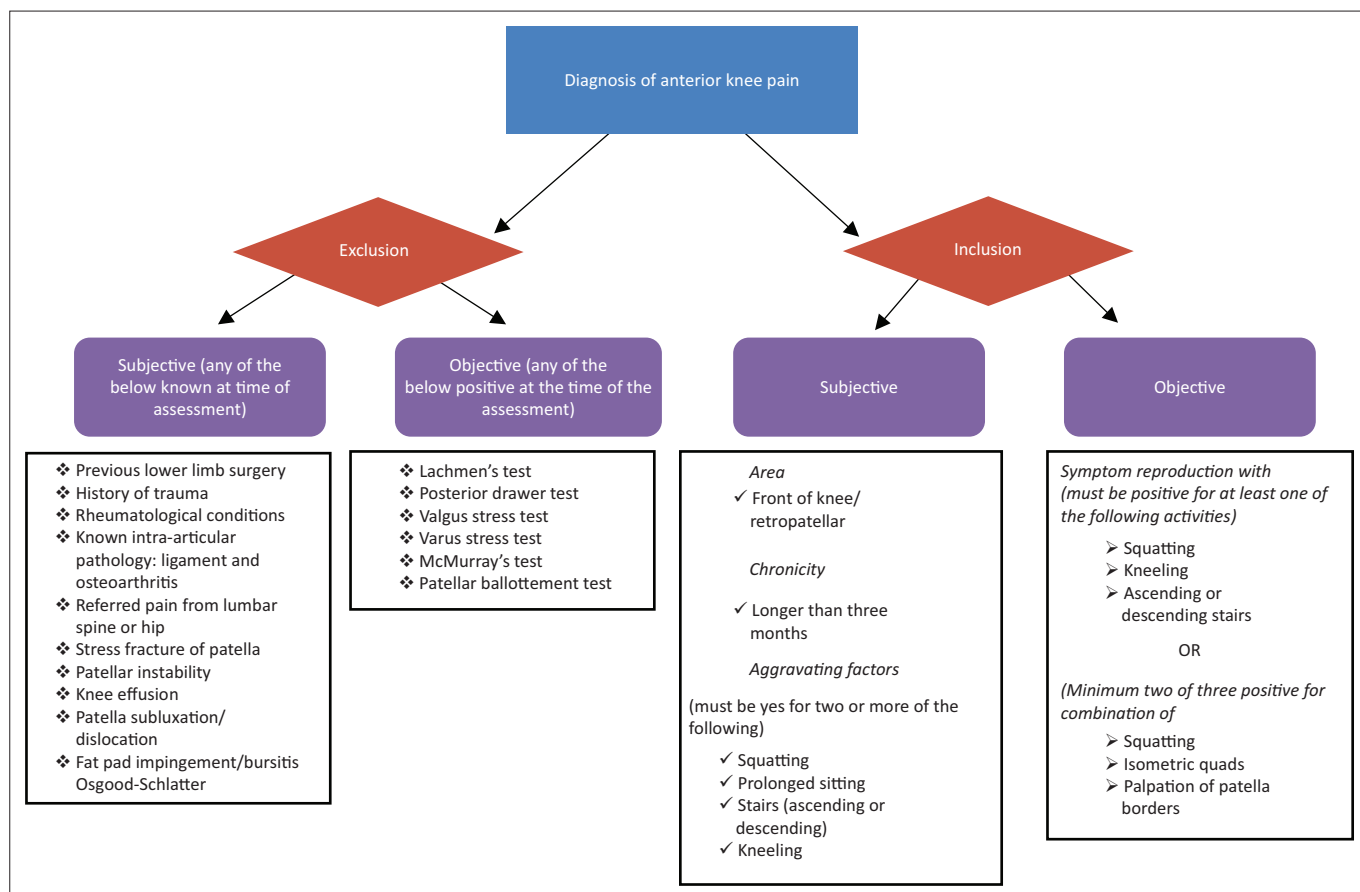 Diagnosis of anterior knee pain
Exclusion
Inclusion
Subjective (any of the
below known at time of
assessment)
Objective (any of the
below positive at the time of the
assessment)
Subjective
Objective
❖ Previous lower limb surgery
❖ History of trauma
❖ Rheumatological conditions
❖ Known intra-articular
pathology: ligament and
osteoarthritis
❖ Referred pain from lumbar
spine or hip
❖ Stress fracture of patella
❖ Patellar instability
❖ Knee effusion
❖ Patella subluxation/
dislocation
❖ Fat pad impingement/bursitis
Osgood-Schlatter
❖ Lachmen’s test
❖ Posterior drawer test
❖ Valgus stress test
❖ Varus stress test
❖ McMurray’s test
❖ Patellar ballottement test
Area
✓ Front of knee/
retropatellar
Chronicity
✓ Longer than three
months
Aggravating factors
(must be yes for two or more of the
following)
✓ Squatting
✓ Prolonged sitting
✓ Stairs (ascending or
descending)
✓ Kneeling
Symptom reproduction with
(must be positive for at least one of
the following activities)
➢ Squatting
➢ Kneeling
➢ Ascending or
descending stairs
OR
(Minimum two of three positive for
combination of
➢ Squatting
➢ Isometric quads
➢ Palpation of patella
borders